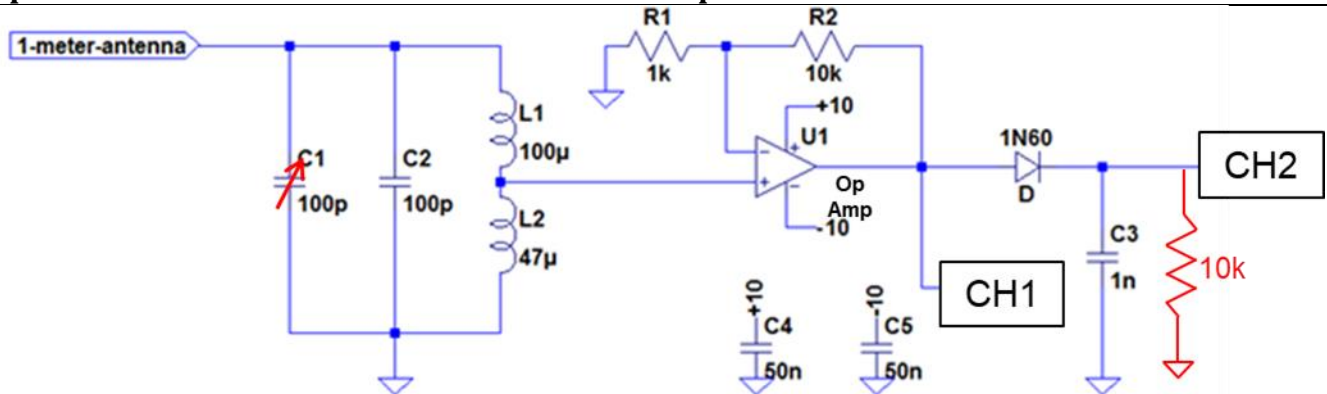 1-meter-antenna
C1
100p
C2
100p
L1
100µ
L2
47µ
R1
1k
R2
10k
+10
U1
Op
Amp
-10
+10
C4
50n
-10
C5
50n
CH1
1N60
D
C3
1n
CH2
10k